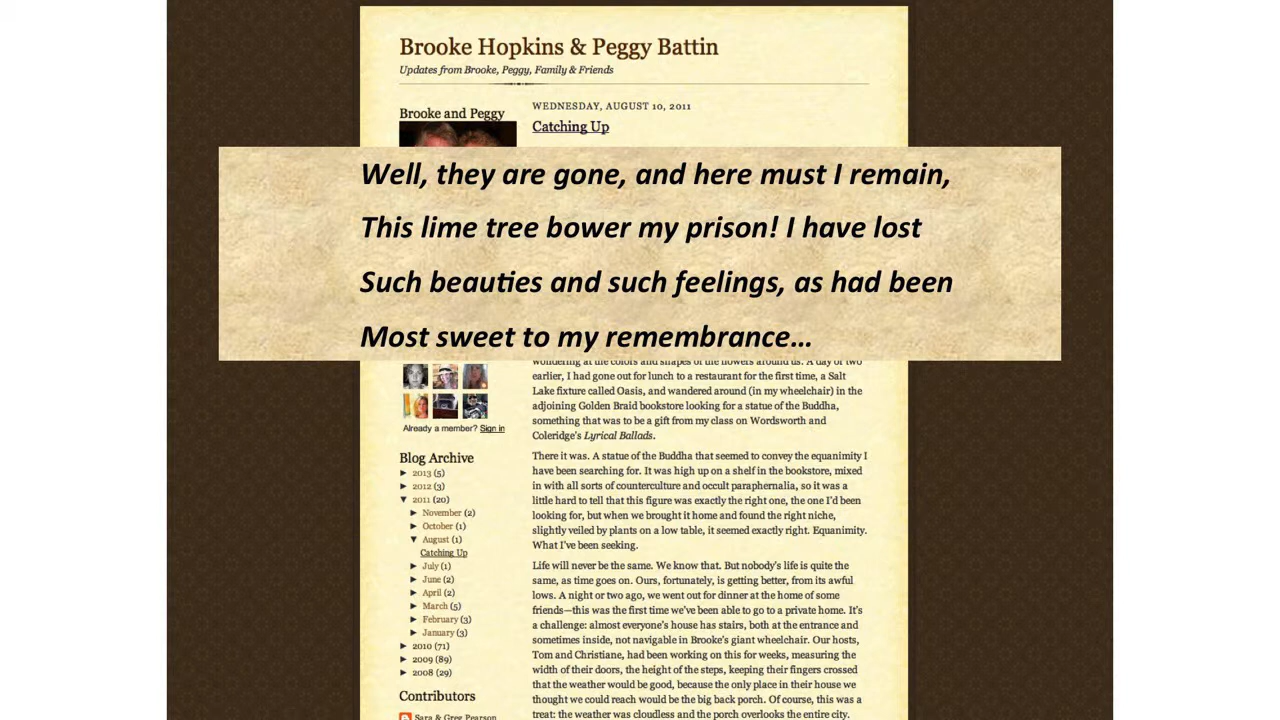 Brooke Hopkins & Peggy Battin
Updates from Brooke, Peggy, Family & Friends
Brooke and Peggy
WEDNESDAY, AUGUST 10, 2011
Catching Up
Well, they are gone, and here must I remain,
This lime tree bower my prison! I have lost
Such beauties and such feelings, as had been
Most sweet to my remembrance…
Already a member? Sign in
Blog Archive
► 2013 (5)
► 2012 (3)
▼ 2011 (20)
► November (2)
► October (1)
▼ August (1)
Catching Up
► July (1)
► June (2)
► April (2)
► March (5)
► February (3)
► January (3)
► 2010 (71)
► 2009 (89)
► 2008 (29)
Contributors
Sara & Greg Pearson
wondering at the colors and shapes of the flowers around us. A day or two
earlier, I had gone out for lunch to a restaurant for the first time, a Salt
Lake fixture called Oasis, and wandered around (in my wheelchair) in the
adjoining Golden Braid bookstore looking for a statue of the Buddha,
something that was to be a gift from my class on Wordsworth and
Coleridge's Lyrical Ballads.
There it was. A statue of the Buddha that seemed to convey the equanimity I
have been searching for. It was high up on a shelf in the bookstore, mixed
in with all sorts of counterculture and occult paraphernalia, so it was a
little hard to tell that this figure was exactly the right one, the one I'd been
looking for, but when we brought it home and found the right niche,
slightly veiled by plants on a low table, it seemed exactly right. Equanimity.
What I've been seeking.
Life will never be the same. We know that. But nobody's life is quite the
same, as time goes on. Ours, fortunately, is getting better, from its awful
lows. A night or two ago, we went out for dinner at the home of some
friends—this was the first time we've been able to go to a private home. It's
a challenge: almost everyone's house has stairs, both at the entrance and
sometimes inside, not navigable in Brooke's giant wheelchair. Our hosts,
Tom and Christiane, had been working on this for weeks, measuring the
width of their doors, the height of the steps, keeping their fingers crossed
that the weather would be good, because the only place in their house we
thought we could reach would be the big back porch. Of course, this was a
treat: the weather was cloudless and the porch overlooks the entire city.